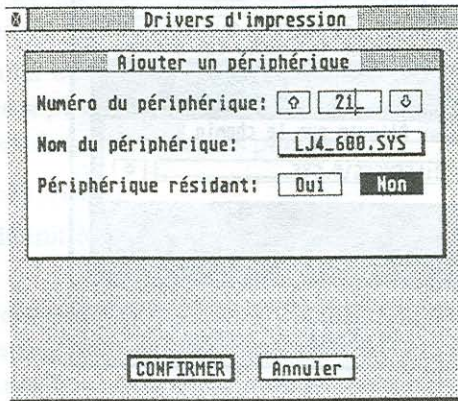 Drivers d'impression
Ajouter un périphérique
Numéro du périphérique: ⇧ 21_ ⇩
Nom du périphérique: LJ4_600.SYS
Périphérique résidant: Oui Non
CONFIRMER Annuler